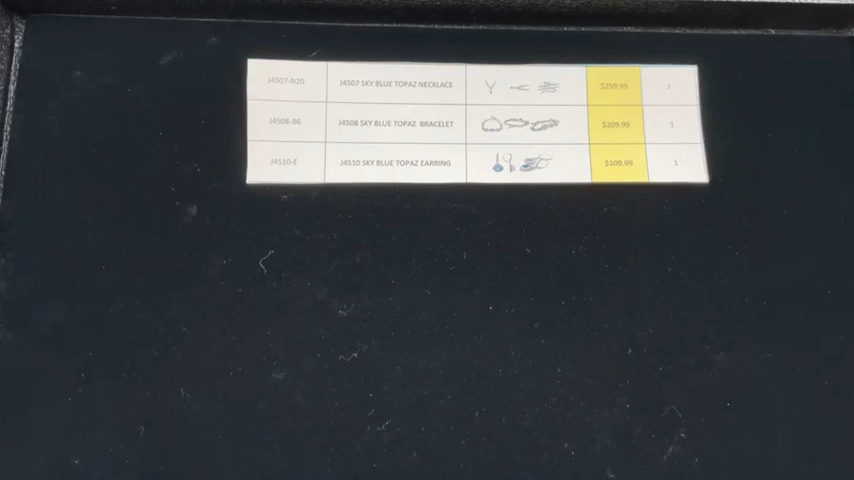 J4507-N20 J4507 SKY BLUE TOPAZ NECKLACE $259.99 1
J4508-B6 J4508 SKY BLUE TOPAZ BRACELET $209.99 1
J4510-E J4510 SKY BLUE TOPAZ EARRING $109.99 1